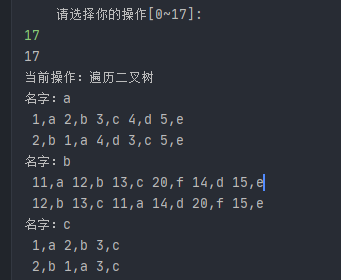 请选择你的操作[0~17]:
17
17
当前操作: 遍历二叉树
名字: a
1,a 2,b 3,c 4,d 5,e
2,b 1,a 4,d 3,c 5,e
名字: b
11,a 12,b 13,c 20,f 14,d 15,e
12,b 13,c 11,a 14,d 20,f 15,e
名字: c
1,a 2,b 3,c
2,b 1,a 3,c